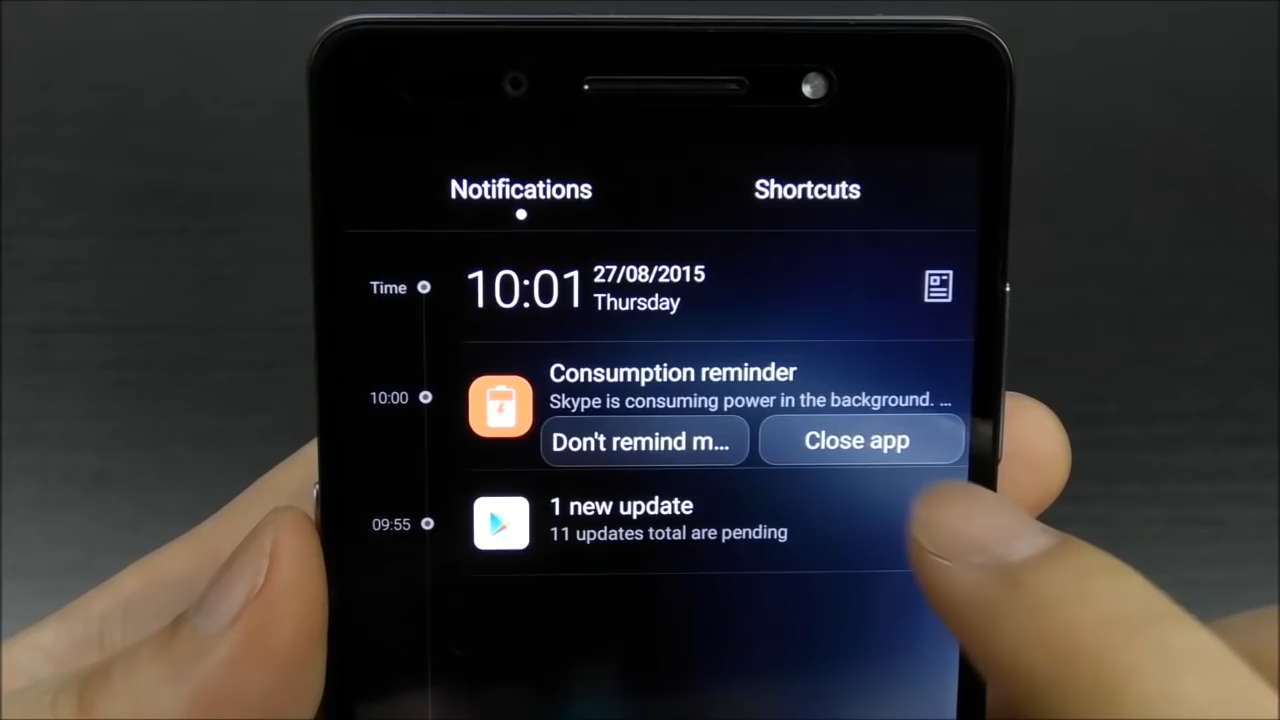 Notifications
Shortcuts
Time
10:01
27/08/2015
Thursday
10:00
Consumption reminder
Skype is consuming power in the background. ...
Don't remind m...
Close app
09:55
1 new update
11 updates total are pending